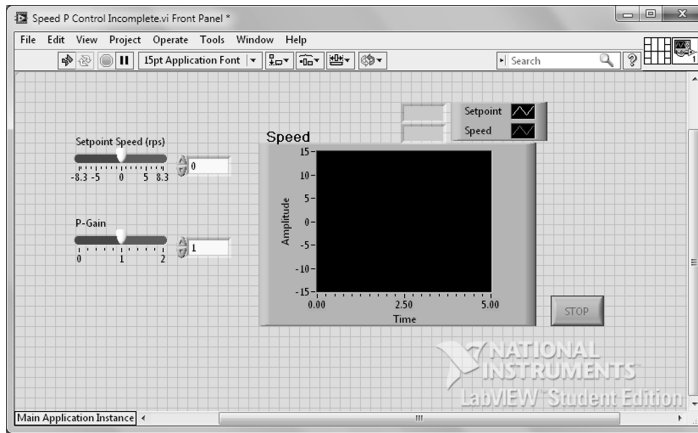 Speed P Control Incomplete.vi Front Panel *
File Edit View Project Operate Tools Window Help
15pt Application Font
Search
?
1
Setpoint
Speed
Speed
Setpoint Speed (rps)
0
-8.3 -5 0 5 8.3
P-Gain
1
0 1 2
Amplitude
15
10
5
0
-5
-10
-15
0.00 2.50 5.00
Time
STOP
NATIONAL
INSTRUMENTS™
LabVIEW™ Student Edition
Main Application Instance